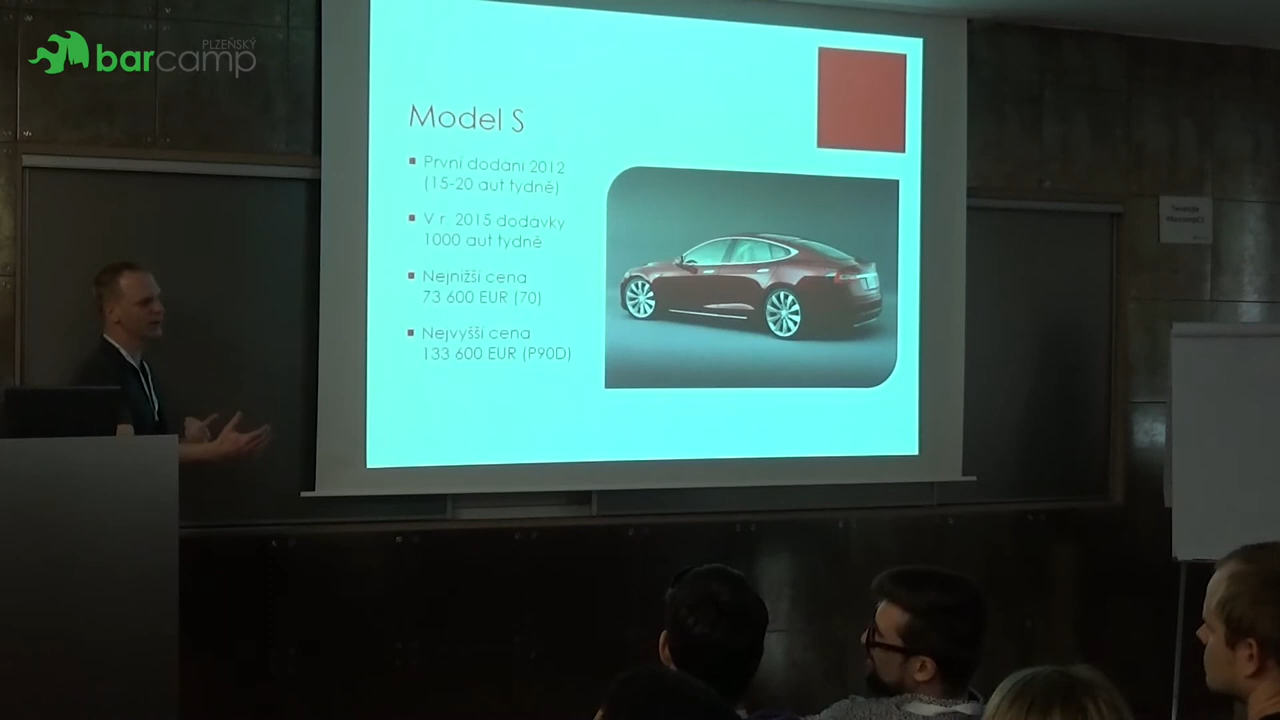 PLZEŇSKÝ
barcamp
Model S
První dodání 2012
(15-20 aut týdně)
V r. 2015 dodávky
1000 aut týdně
Nejnižší cena
73 600 EUR (70)
Nejvyšší cena
133 600 EUR (P90D)